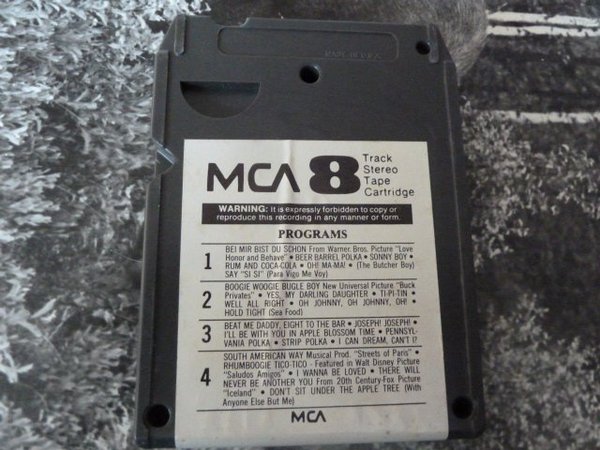 MADE IN U.S.A.
MCA 8 Track
Stereo
Tape
Cartridge
WARNING: It is expressly forbidden to copy or
reproduce this recording in any manner or form.
PROGRAMS
1
BEI MIR BIST DU SCHON From Warner. Bros. Picture "Love
Honor and Behave" • BEER BARREL POLKA • SONNY BOY •
RUM AND COCA-COLA • OH! MA-MA! • (The Butcher Boy)
SAY "SI SI" (Para Vigo Me Voy)
2
BOOGIE WOOGIE BUGLE BOY New Universal Picture "Buck
Privates" • YES, MY DARLING DAUGHTER • TI-PI-TIN •
WELL ALL RIGHT • OH JOHNNY, OH JOHNNY, OH! •
HOLD TIGHT (Sea Food)
3
BEAT ME DADDY, EIGHT TO THE BAR • JOSEPH! JOSEPH! •
I'LL BE WITH YOU IN APPLE BLOSSOM TIME • PENNSYL-
VANIA POLKA • STRIP POLKA • I CAN DREAM, CAN'T I?
4
SOUTH AMERICAN WAY Musical Prod. "Streets of Paris" •
RHUMBOOGIE TICO-TICO - Featured in Walt Disney Picture
"Saludos Amigos" • I WANNA BE LOVED • THERE WILL
NEVER BE ANOTHER YOU From 20th Century-Fox Picture
"Iceland" • DON'T SIT UNDER THE APPLE TREE (With
Anyone Else But Me)
MCA